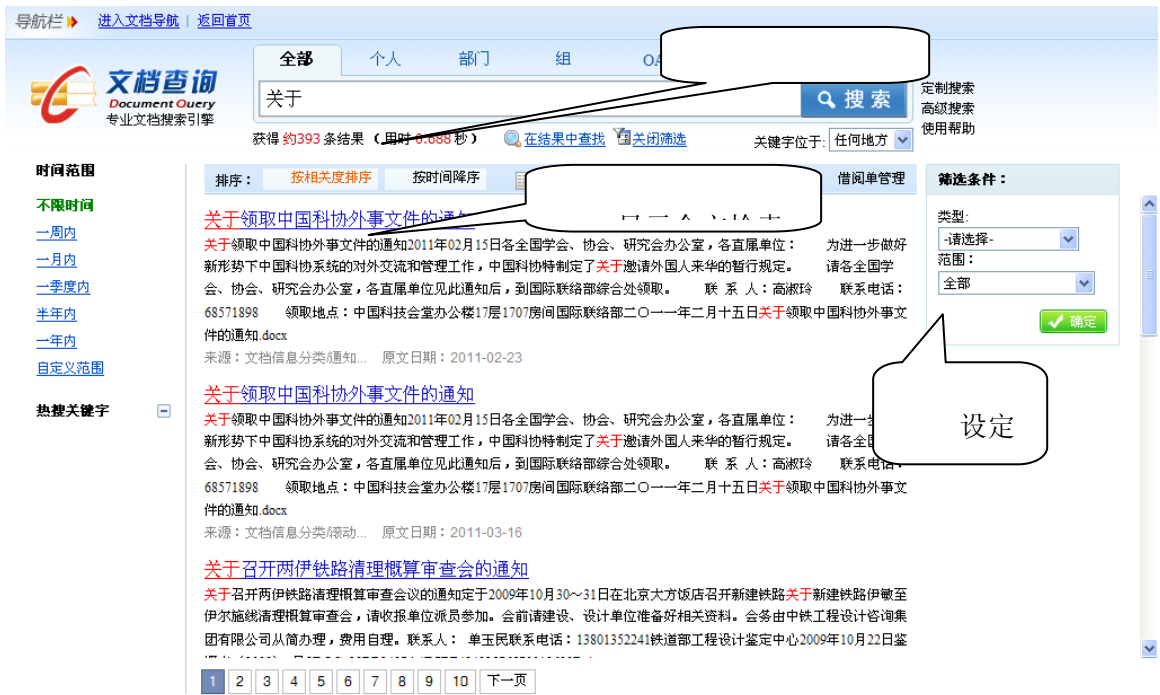 导航栏 进入文档导航 | 返回首页
全部 个人 部门 组 OA
文档查询
Document Query
专业文档搜索引擎
关于
搜索
定制搜索
高级搜索
使用帮助
获得 约393 条结果 (用时 0.688 秒) 在结果中查找 关闭筛选 关键字位于: 任何地方
时间范围
不限时间
一周内
一月内
一季度内
半年内
一年内
自定义范围
热搜关键字
排序: 按相关度排序 按时间降序 借阅单管理
关于领取中国科协外事文件的通知
关于领取中国科协外事文件的通知2011年02月15日各全国学会、协会、研究会办公室,各直属单位: 为进一步做好
新形势下中国科协系统的对外交流和管理工作,中国科协特制定了关于邀请外国人来华的暂行规定。 请各全国学
会、协会、研究会办公室,各直属单位见此通知后,到国际联络部综合处领取。 联 系 人:高淑玲 联系电话:
68571898 领取地点:中国科技会堂办公楼17层1707房间国际联络部二〇一一年二月十五日关于领取中国科协外事文
件的通知.docx
来源:文档信息分类/通知... 原文日期:2011-02-23
关于领取中国科协外事文件的通知
关于领取中国科协外事文件的通知2011年02月15日各全国学会、协会、研究会办公室,各直属单位: 为进一
新形势下中国科协系统的对外交流和管理工作,中国科协特制定了关于邀请外国人来华的暂行规定。 请各全
会、协会、研究会办公室,各直属单位见此通知后,到国际联络部综合处领取。 联 系 人:高淑玲 联系电话:
68571898 领取地点:中国科技会堂办公楼17层1707房间国际联络部二〇一一年二月十五日关于领取中国科协外事文
件的通知.docx
来源:文档信息分类/滚动... 原文日期:2011-03-16
关于召开两伊铁路清理概算审查会的通知
关于召开两伊铁路清理概算审查会议的通知定于2009年10月30~31日在北京大方饭店召开新建铁路关于新建铁路伊敏至
伊尔施线清理概算审查会,请收报单位派员参加。会前请建设、设计单位准备好相关资料。会务由中铁工程设计咨询集
团有限公司从简办理,费用自理。联系人: 单玉民联系电话:13801352241铁道部工程设计鉴定中心2009年10月22日鉴
1 2 3 4 5 6 7 8 9 10 下一页
筛选条件:
类型:
-请选择-
范围:
全部
确定
设定